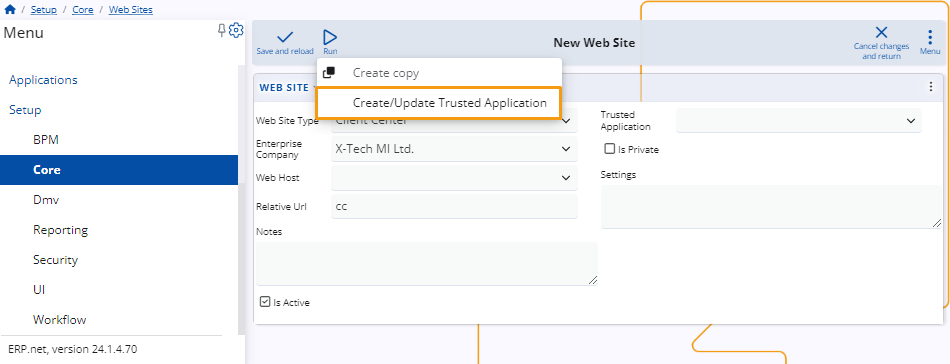 / Setup / Core / Web Sites
Menu
Applications
Setup
BPM
Core
Dmv
Reporting
Security
UI
Workflow
ERP.net, version 24.1.4.70
Save and reload
Run
New Web Site
Cancel changes and return
Menu
Create copy
Create/Update Trusted Application
WEB SITE
Web Site Type
Client Center
Enterprise Company
X-Tech MI Ltd.
Web Host
Relative Url
cc
Notes
Is Active
Trusted Application
Is Private
Settings